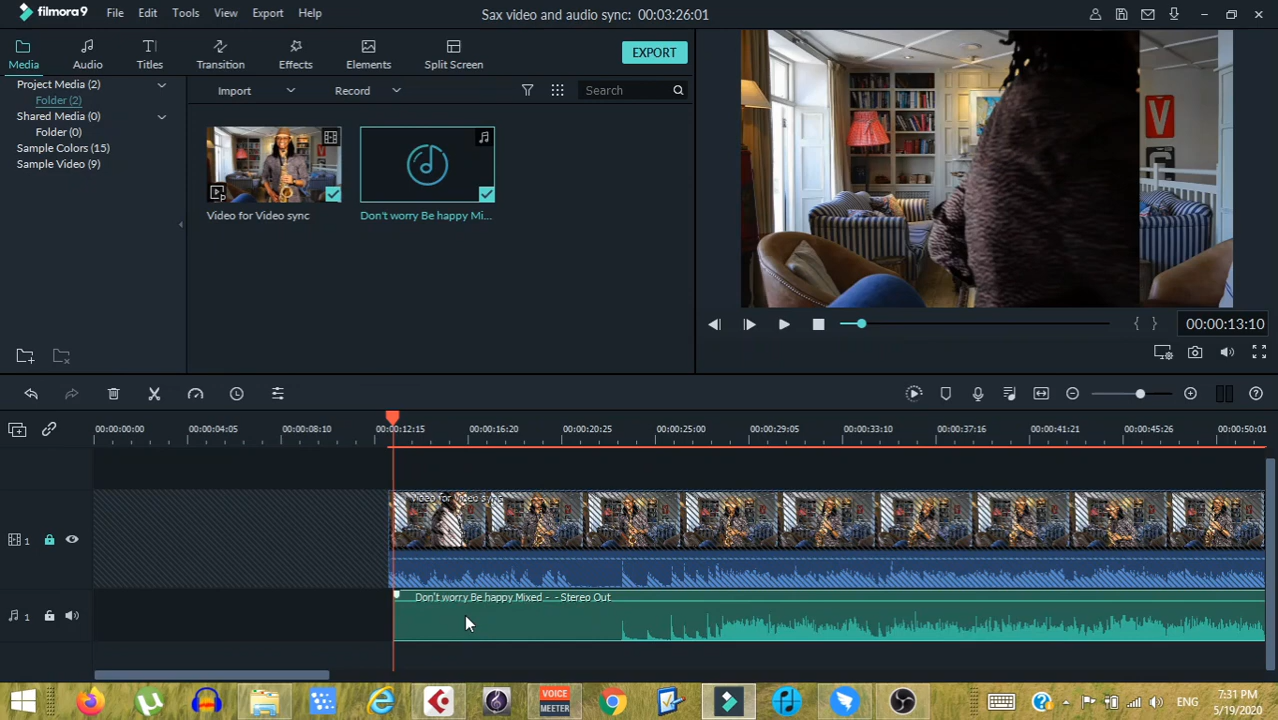 filmora9 File Edit Tools View Export Help Sax video and audio sync: 00:03:26:01
Media Audio Titles Transition Effects Elements Split Screen EXPORT
Project Media (2)
Folder (2)
Shared Media (0)
Folder (0)
Sample Colors (15)
Sample Video (9)
Import Record Search
Video for Video sync Don't worry Be happy Mi...
V
00:00:13:10
00:00:00:00 00:00:04:05 00:00:08:10 00:00:12:15 00:00:16:20 00:00:20:25 00:00:25:00 00:00:29:05 00:00:33:10 00:00:37:16 00:00:41:21 00:00:45:26 00:00:50:01
Video for Video sync
1
Don't worry Be happy Mixed - - Stereo Out
1
VOICE MEETER
ENG
7:31 PM
5/19/2020